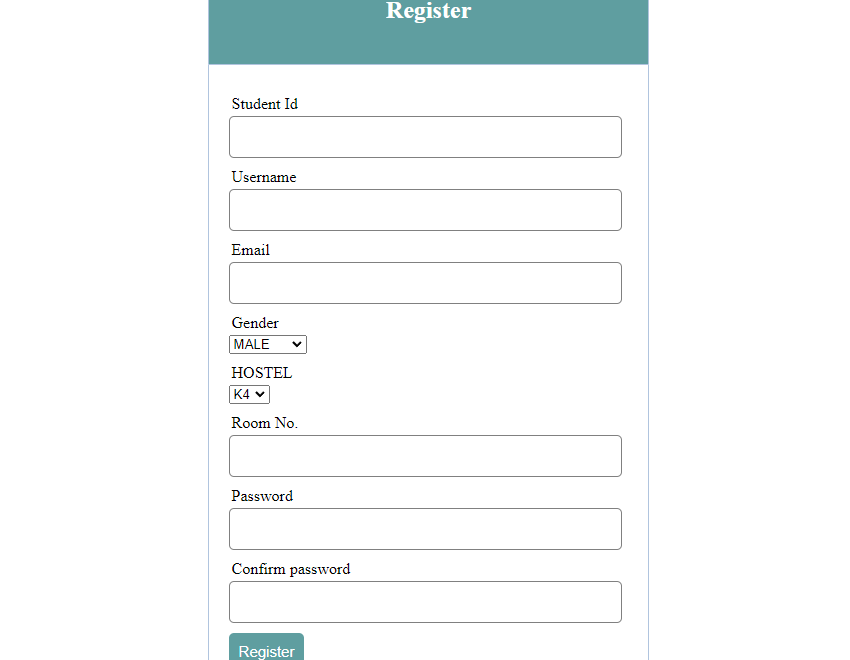 Register
Student Id
Username
Email
Gender
MALE
HOSTEL
K4
Room No.
Password
Confirm password
Register